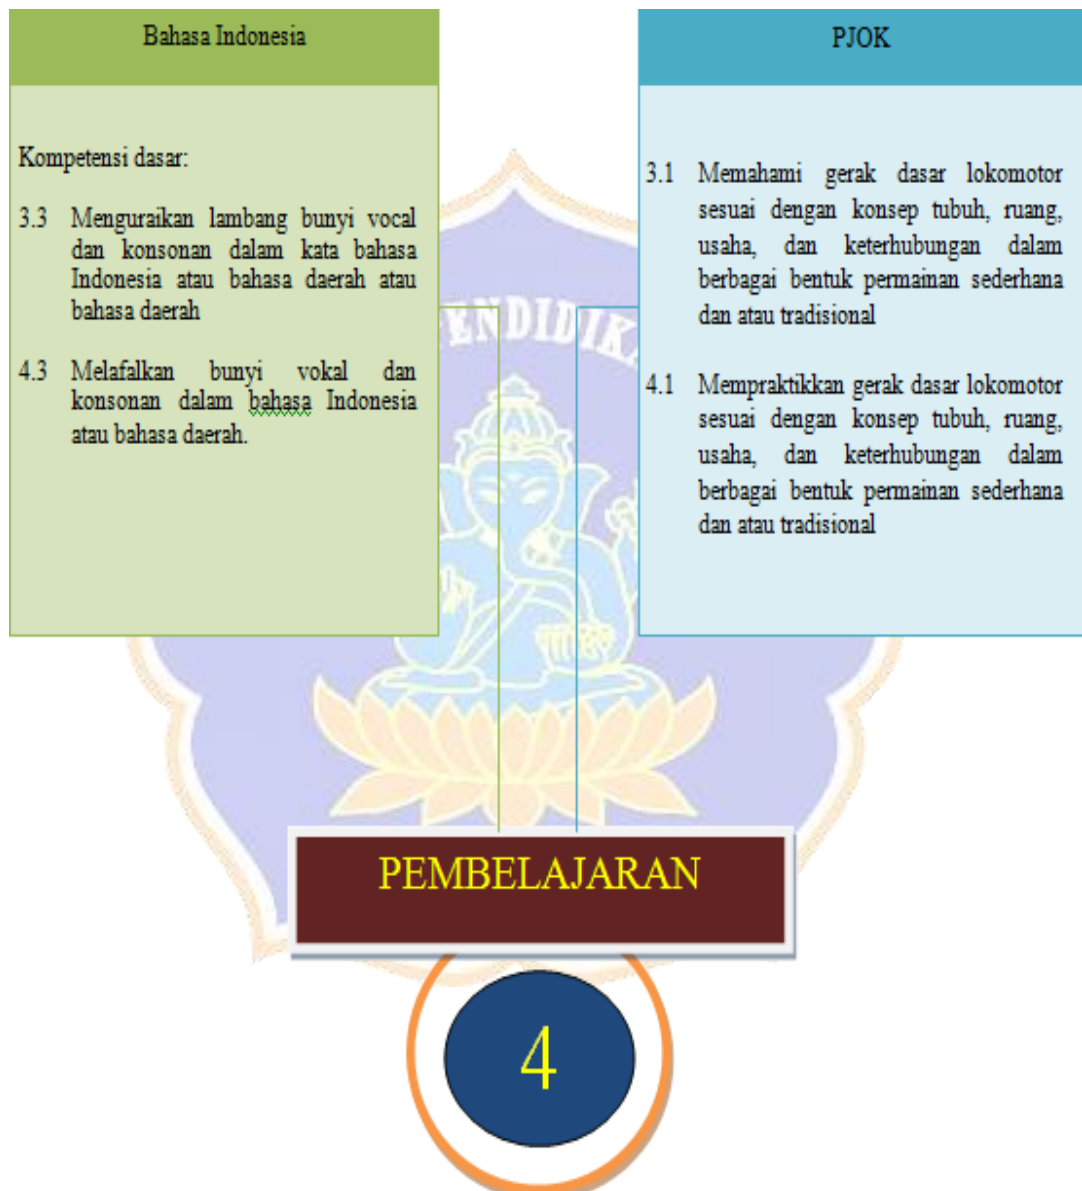 Bahasa Indonesia
Kompetensi dasar:
3.3 Menguraikan lambang bunyi vocal
dan konsonan dalam kata bahasa
Indonesia atau bahasa daerah atau
bahasa daerah
4.3 Melafalkan bunyi vokal dan
konsonan dalam bahasa Indonesia
atau bahasa daerah.
PJOK
3.1 Memahami gerak dasar lokomotor
sesuai dengan konsep tubuh, ruang,
usaha, dan keterhubungan dalam
berbagai bentuk permainan sederhana
dan atau tradisional
4.1 Mempraktikkan gerak dasar lokomotor
sesuai dengan konsep tubuh, ruang,
usaha, dan keterhubungan dalam
berbagai bentuk permainan sederhana
dan atau tradisional
ENDIDIKA
PEMBELAJARAN
4